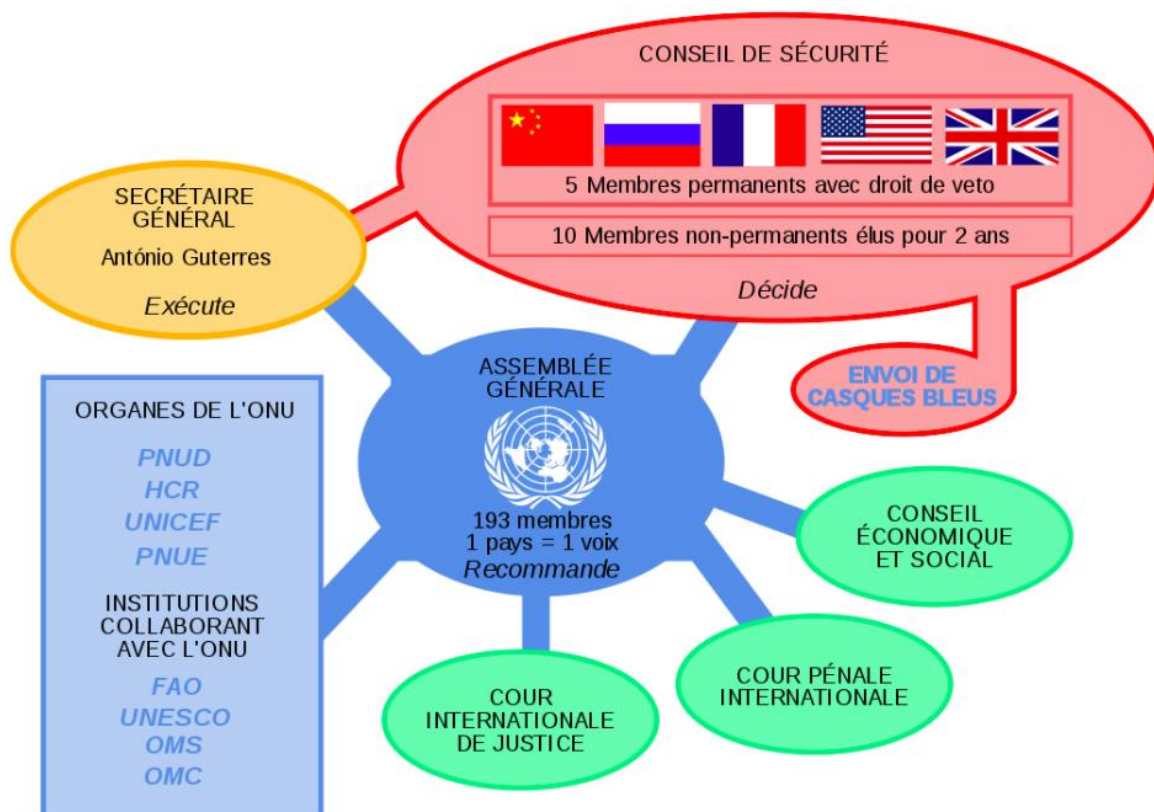 CONSEIL DE SÉCURITÉ
5 Membres permanents avec droit de veto
10 Membres non-permanents élus pour 2 ans
Décide
SECRÉTAIRE
GÉNÉRAL
António Guterres
Exécute
ENVOI DE
CASQUES BLEUS
ASSEMBLÉE
GÉNÉRALE
193 membres
1 pays = 1 voix
Recommande
ORGANES DE L'ONU
PNUD
HCR
UNICEF
PNUE
INSTITUTIONS
COLLABORANT
AVEC L'ONU
FAO
UNESCO
OMS
OMC
CONSEIL
ÉCONOMIQUE
ET SOCIAL
COUR PÉNALE
INTERNATIONALE
COUR
INTERNATIONALE
DE JUSTICE